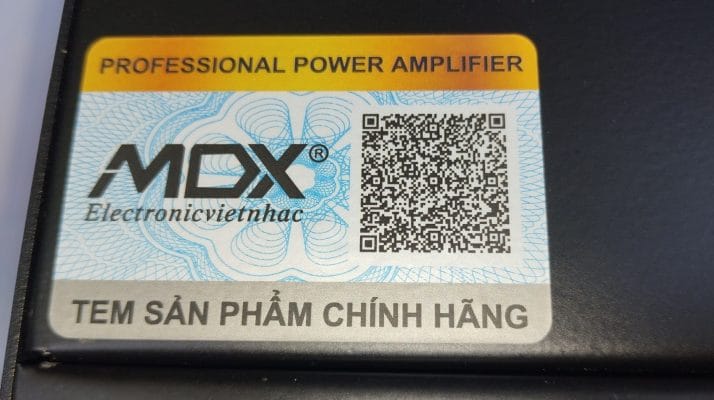 PROFESSIONAL POWER AMPLIFIER
MDX®
Electronicvietnhac
TEM SẢN PHẨM CHÍNH HÃNG